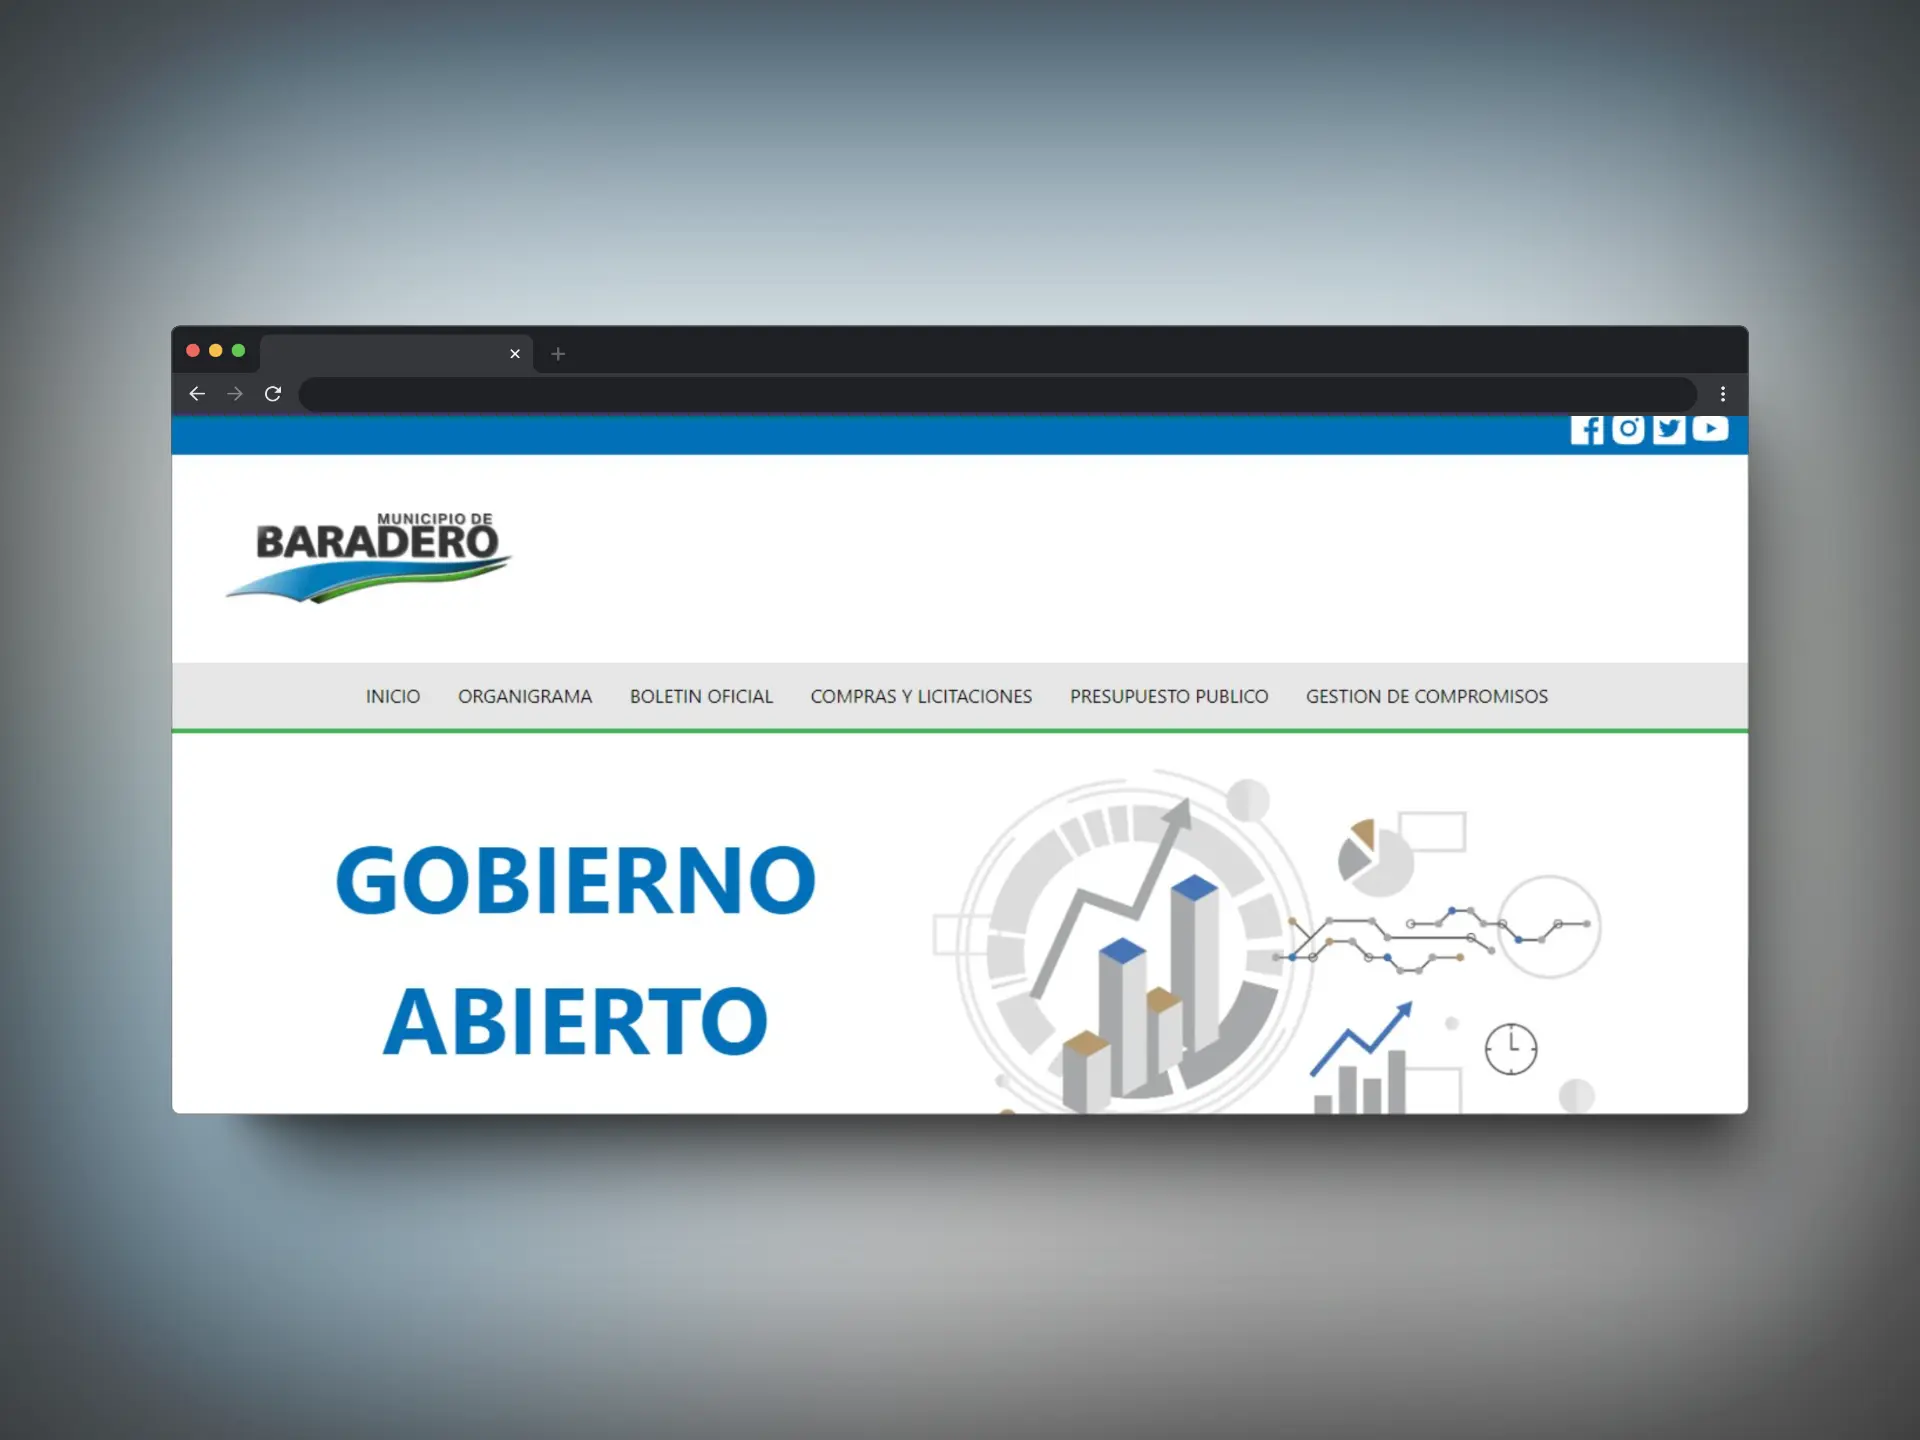 MUNICIPIO DE
BARADERO
INICIO ORGANIGRAMA BOLETIN OFICIAL COMPRAS Y LICITACIONES PRESUPUESTO PUBLICO GESTION DE COMPROMISOS
GOBIERNO
ABIERTO